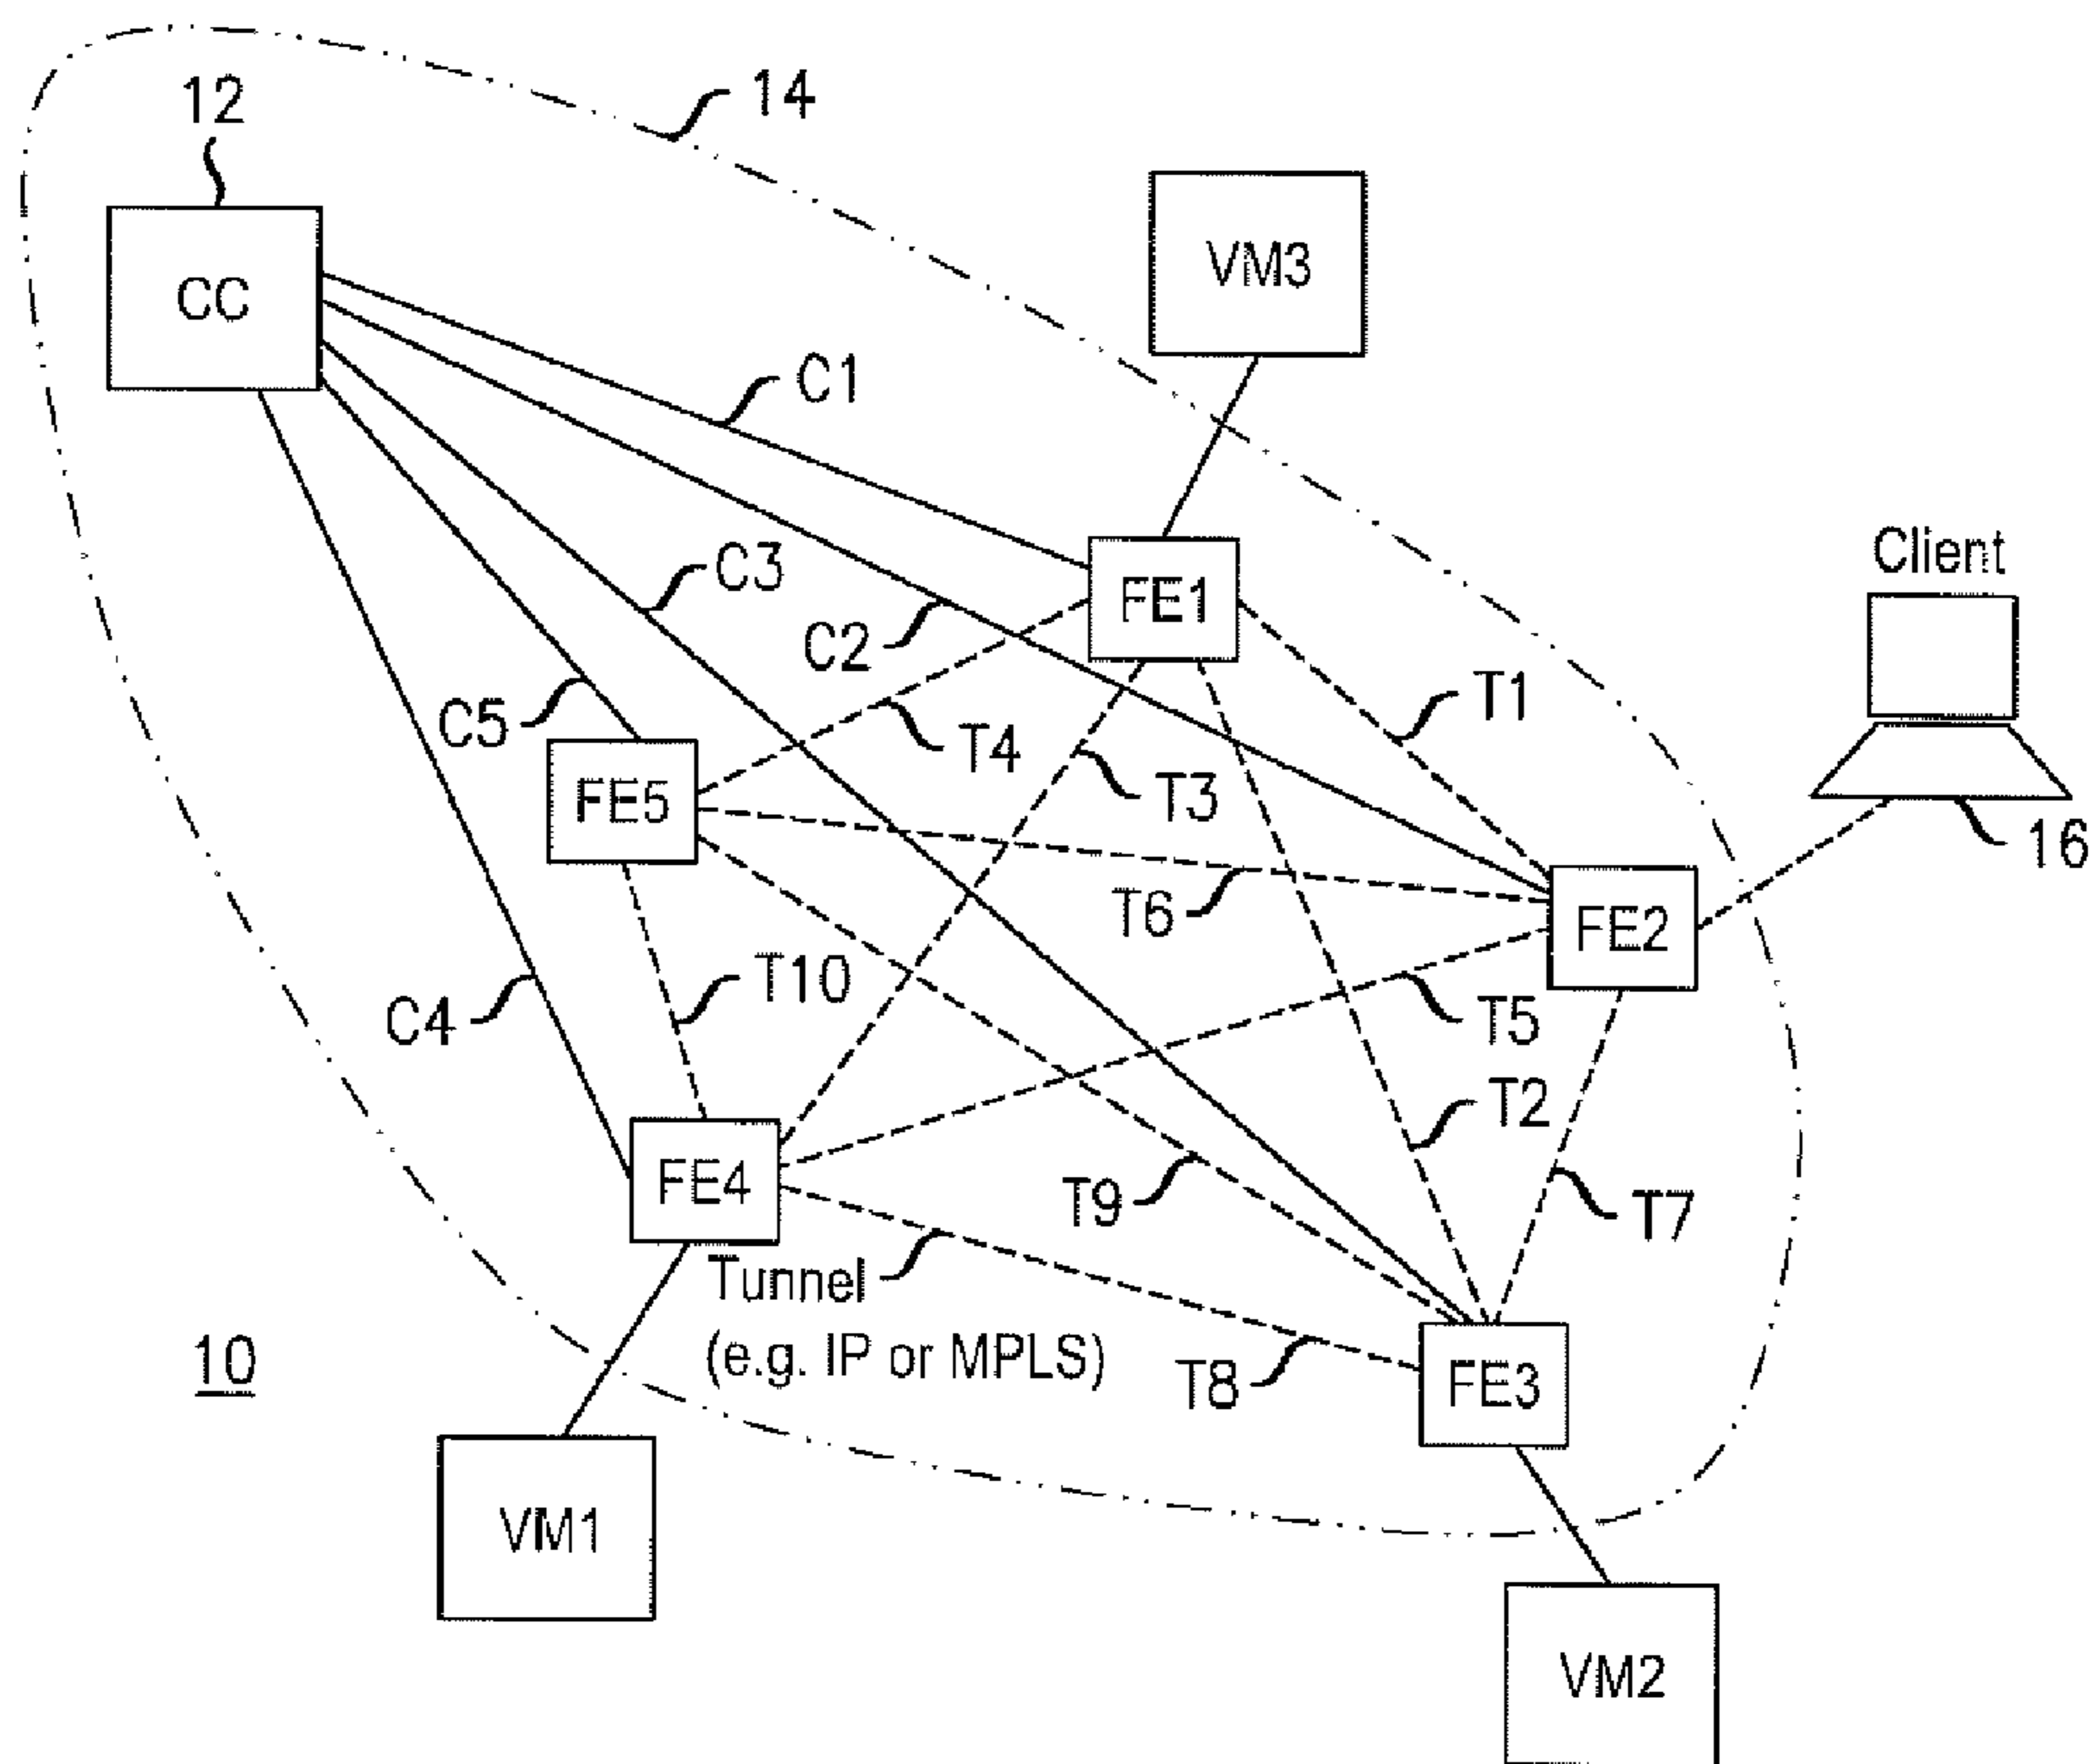 14
12
VM3
CC
C1
Client
C3
FE1
C2
T1
C5
T4
T3
FE5
16
T6
FE2
T10
C4
T5
T2
FE4
T9
T7
Tunnel
(e.g. IP or MPLS)
10
T8
FE3
VM1
VM2